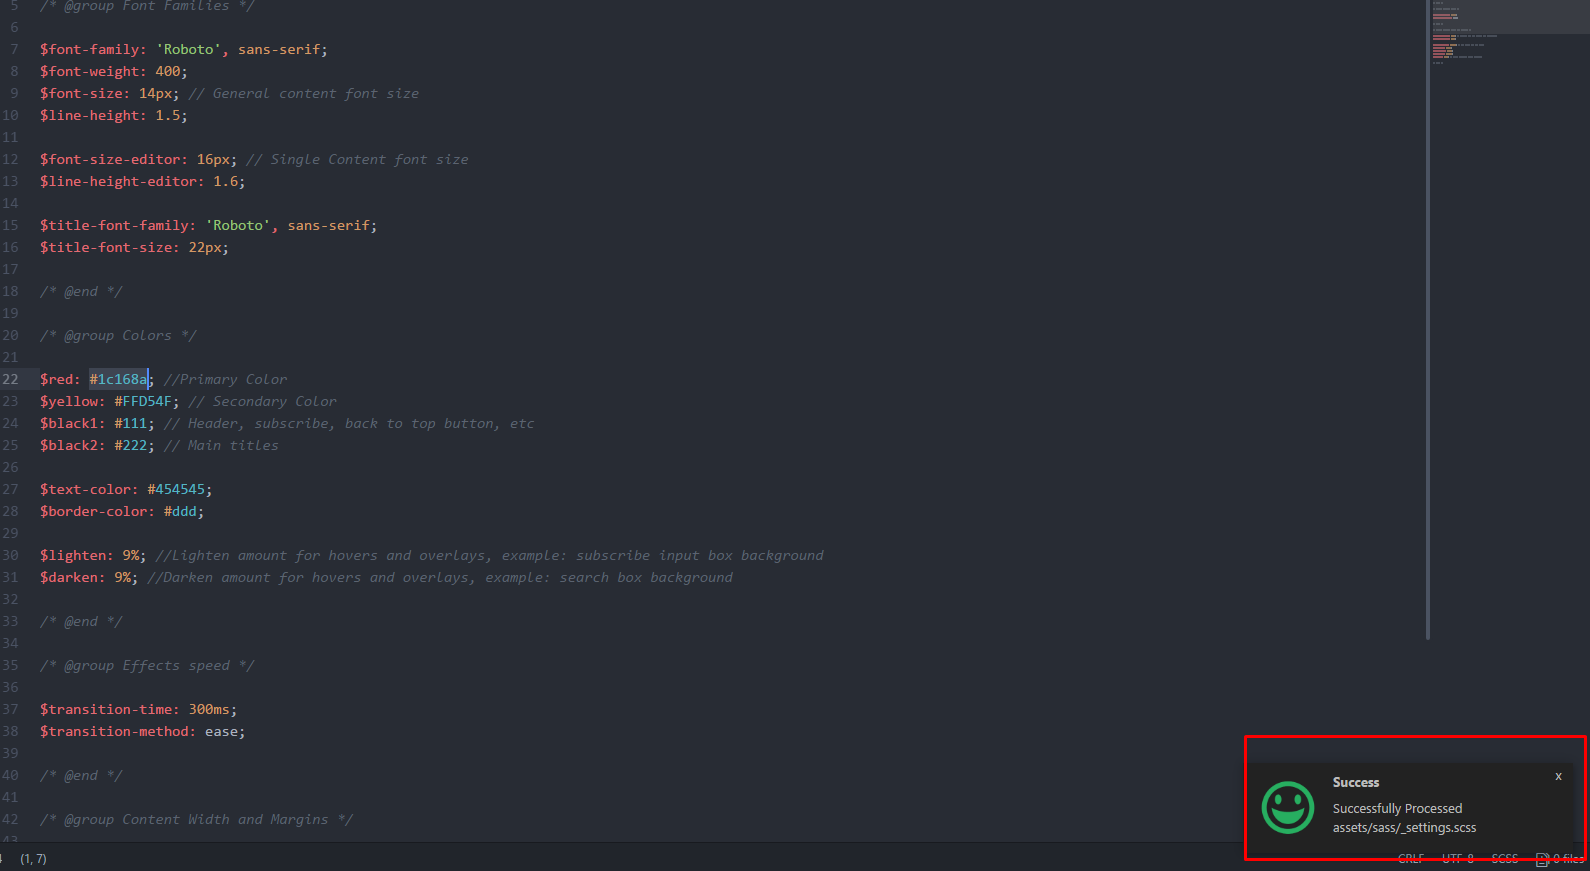 5 /* @group Font Families */
6
7 $font-family: 'Roboto', sans-serif;
8 $font-weight: 400;
9 $font-size: 14px; // General content font size
10 $line-height: 1.5;
11
12 $font-size-editor: 16px; // Single Content font size
13 $line-height-editor: 1.6;
14
15 $title-font-family: 'Roboto', sans-serif;
16 $title-font-size: 22px;
17
18 /* @end */
19
20 /* @group Colors */
21
22 $red: #1c168a; //Primary Color
23 $yellow: #FFD54F; // Secondary Color
24 $black1: #111; // Header, subscribe, back to top button, etc
25 $black2: #222; // Main titles
26
27 $text-color: #454545;
28 $border-color: #ddd;
29
30 $lighten: 9%; //Lighten amount for hovers and overlays, example: subscribe input box background
31 $darken: 9%; //Darken amount for hovers and overlays, example: search box background
32
33 /* @end */
34
35 /* @group Effects speed */
36
37 $transition-time: 300ms;
38 $transition-method: ease;
39
40 /* @end */
41
42 /* @group Content Width and Margins */
43
Success x
Successfully Processed
assets/sass/_settings.scss
(1, 7) CRLF UTF-8 SCSS 0 files